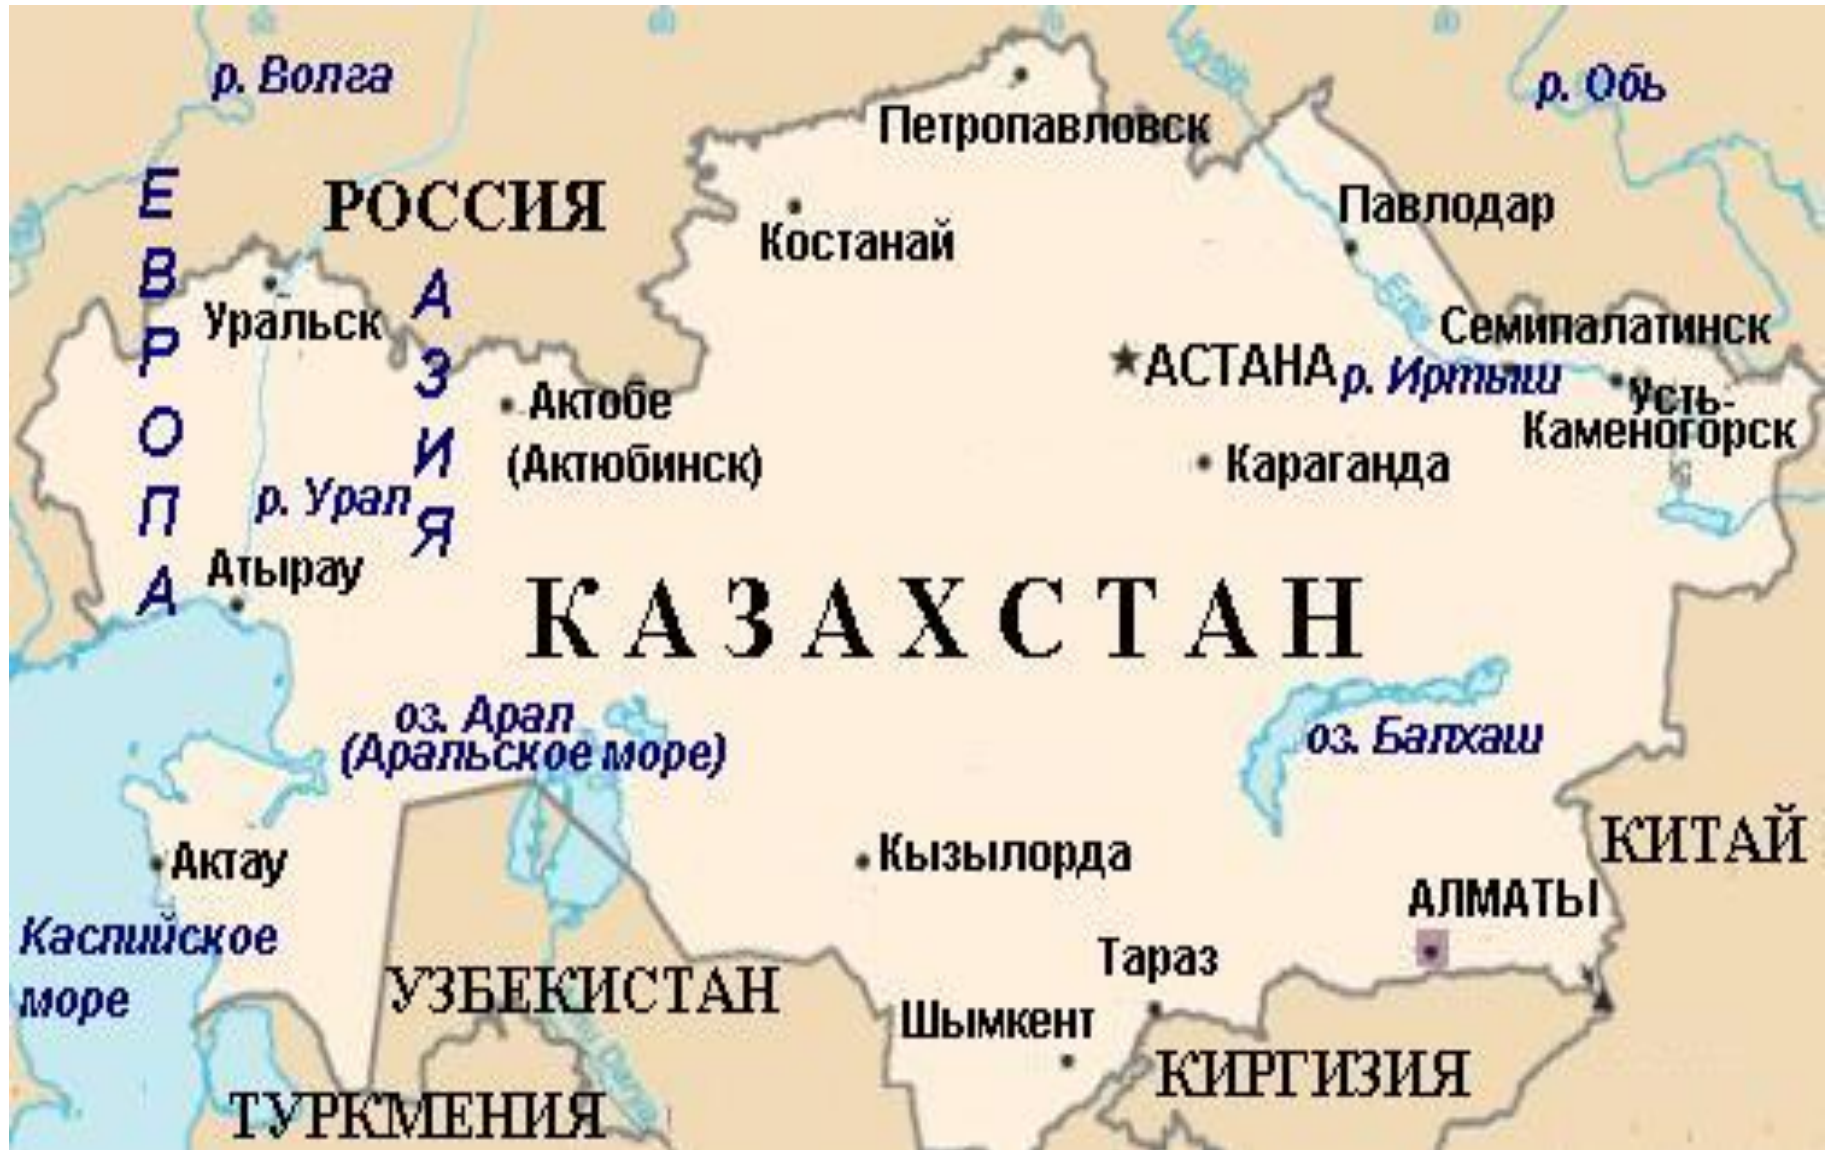 р. Волга
р. Обь
Петропавловск
ЕВРОПА
РОССИЯ
Павлодар
Костанай
АЗИЯ
Уральск
Семипалатинск
АСТАНА
р. Иртыш
Актобе
(Актюбинск)
Усть-
Каменогорск
Караганда
р. Урал
Атырау
КАЗАХСТАН
оз. Арал
(Аральское море)
оз. Балхаш
КИТАЙ
Кызылорда
Актау
АЛМАТЫ
Каспийское
море
Тараз
УЗБЕКИСТАН
Шымкент
КИРГИЗИЯ
ТУРКМЕНИЯ